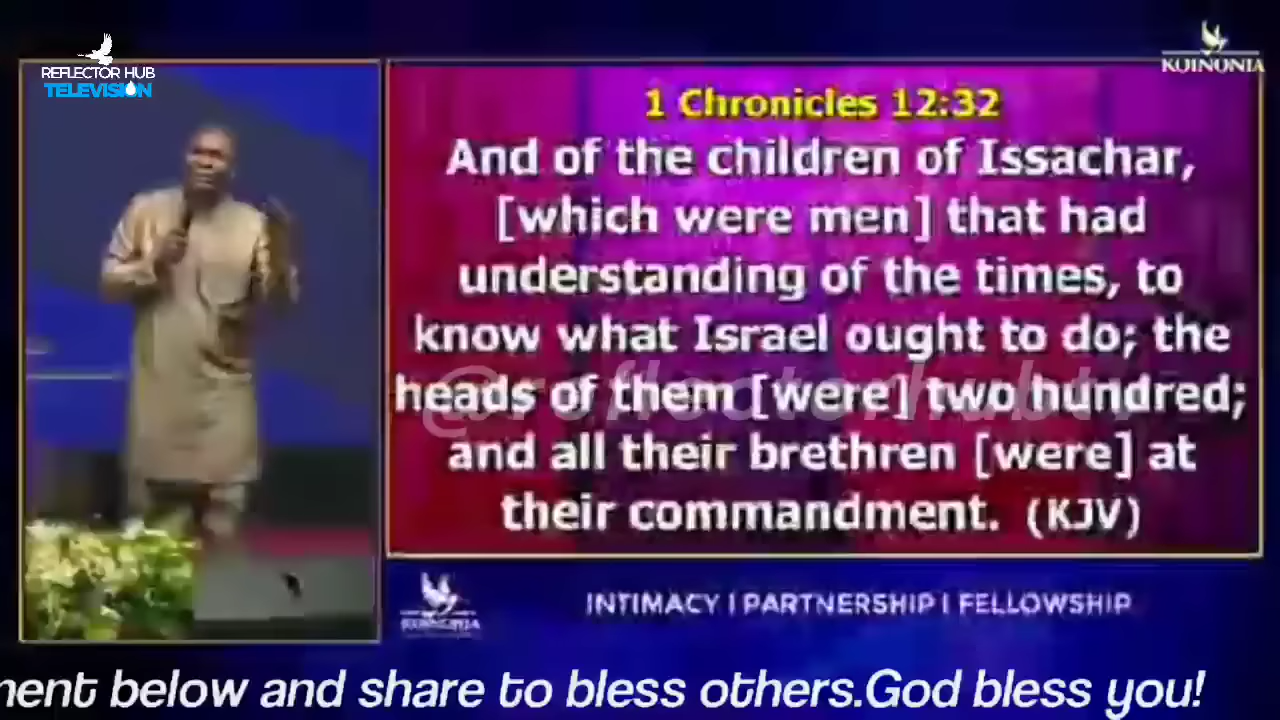 REFLECTOR HUB
TELEVISION
KOINONIA
1 Chronicles 12:32
And of the children of Issachar,
[which were men] that had
understanding of the times, to
know what Israel ought to do; the
heads of them [were] two hundred;
and all their brethren [were] at
their commandment. (KJV)
@reflectorhubtv
KOINONIA
INTIMACY | PARTNERSHIP | FELLOWSHIP
ment below and share to bless others.God bless you!